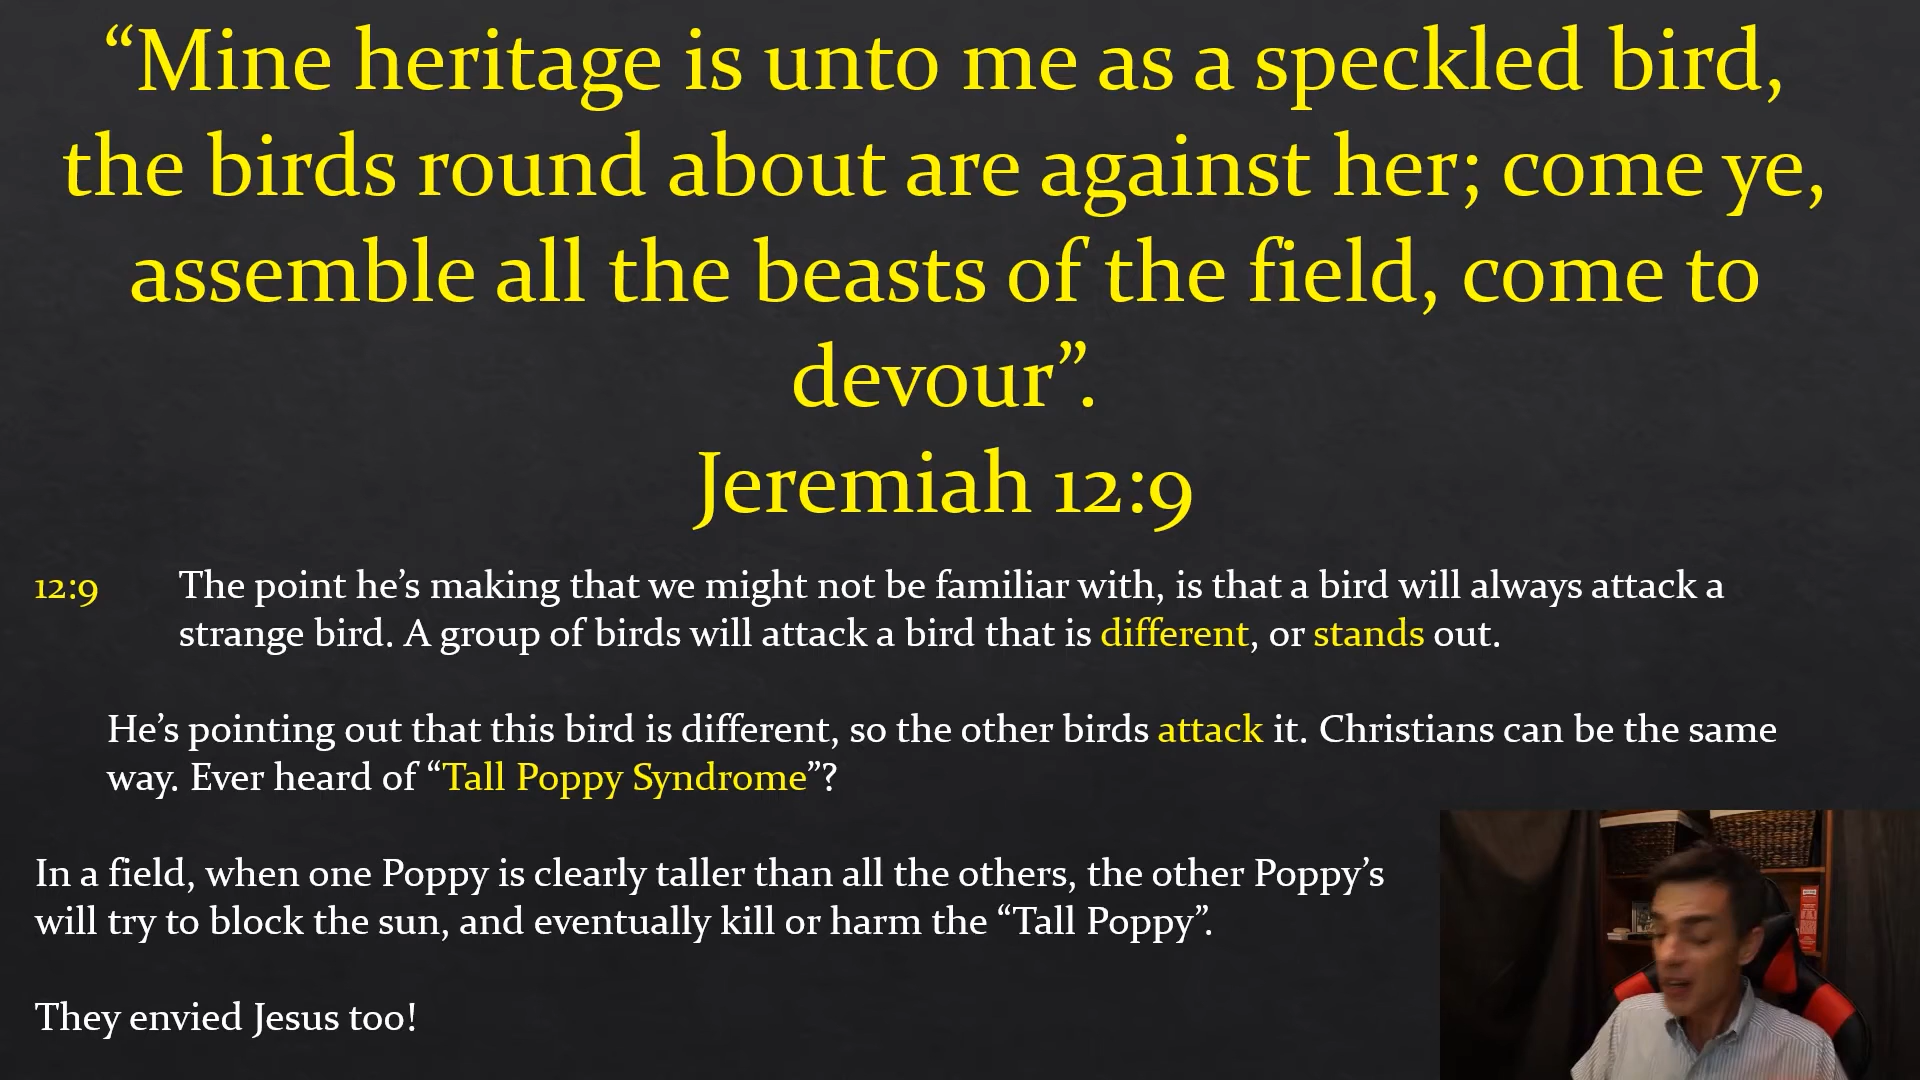 “Mine heritage is unto me as a speckled bird,
the birds round about are against her; come ye,
assemble all the beasts of the field, come to
devour”.
Jeremiah 12:9
12:9 The point he’s making that we might not be familiar with, is that a bird will always attack a
strange bird. A group of birds will attack a bird that is different, or stands out.
He’s pointing out that this bird is different, so the other birds attack it. Christians can be the same
way. Ever heard of “Tall Poppy Syndrome”?
In a field, when one Poppy is clearly taller than all the others, the other Poppy’s
will try to block the sun, and eventually kill or harm the “Tall Poppy”.
They envied Jesus too!